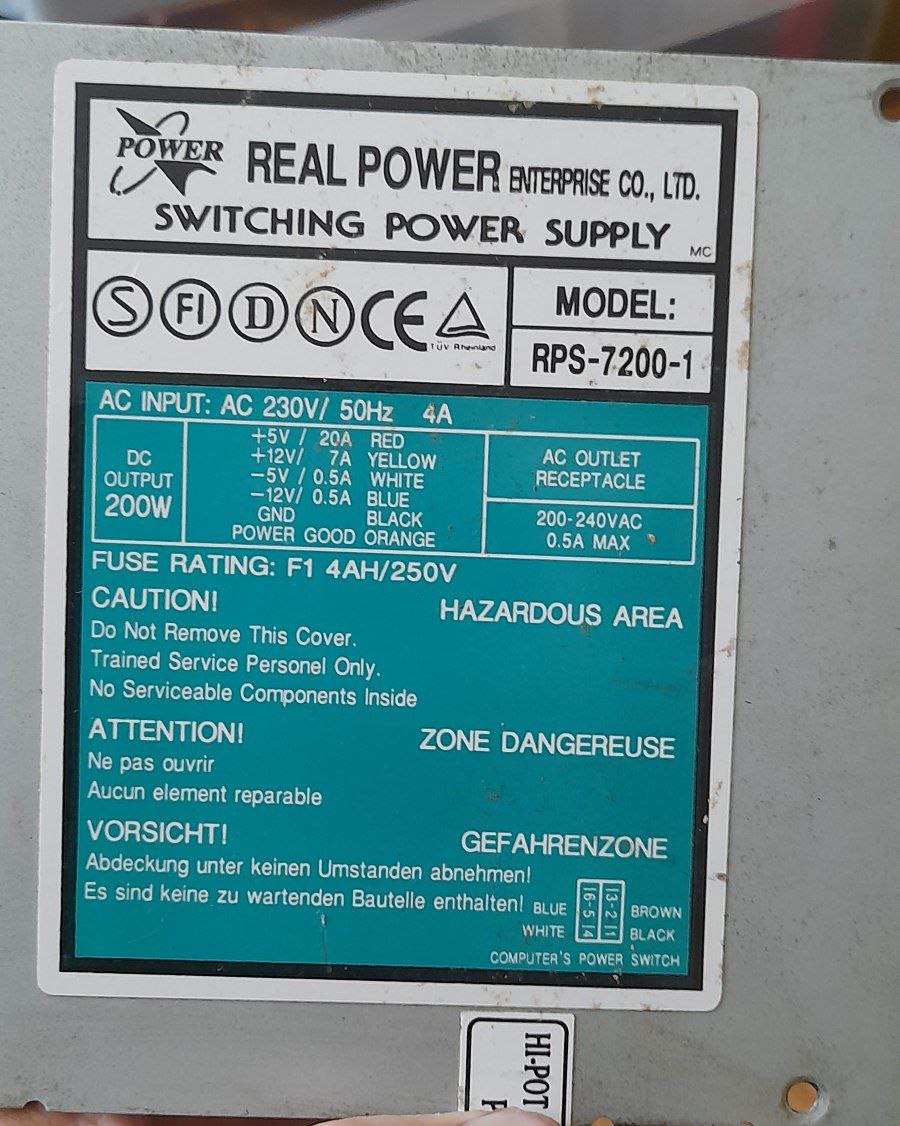 POWER
REAL POWER ENTERPRISE CO., LTD.
SWITCHING POWER SUPPLY
MC
S FI D N CE
TÜV Rheinland
MODEL:
RPS-7200-1
AC INPUT: AC 230V/ 50Hz 4A
DC
OUTPUT
200W
+5V / 20A RED
+12V/ 7A YELLOW
-5V / 0.5A WHITE
-12V/ 0.5A BLUE
GND BLACK
POWER GOOD ORANGE
AC OUTLET
RECEPTACLE
200-240VAC
0.5A MAX
FUSE RATING: F1 4AH/250V
CAUTION! HAZARDOUS AREA
Do Not Remove This Cover.
Trained Service Personel Only.
No Serviceable Components Inside
ATTENTION! ZONE DANGEREUSE
Ne pas ouvrir
Aucun element reparable
VORSICHT! GEFAHRENZONE
Abdeckung unter keinen Umstanden abnehmen!
Es sind keine zu wartenden Bautelle enthalten!
BLUE BROWN
WHITE BLACK
COMPUTER'S POWER SWITCH
HI-POT